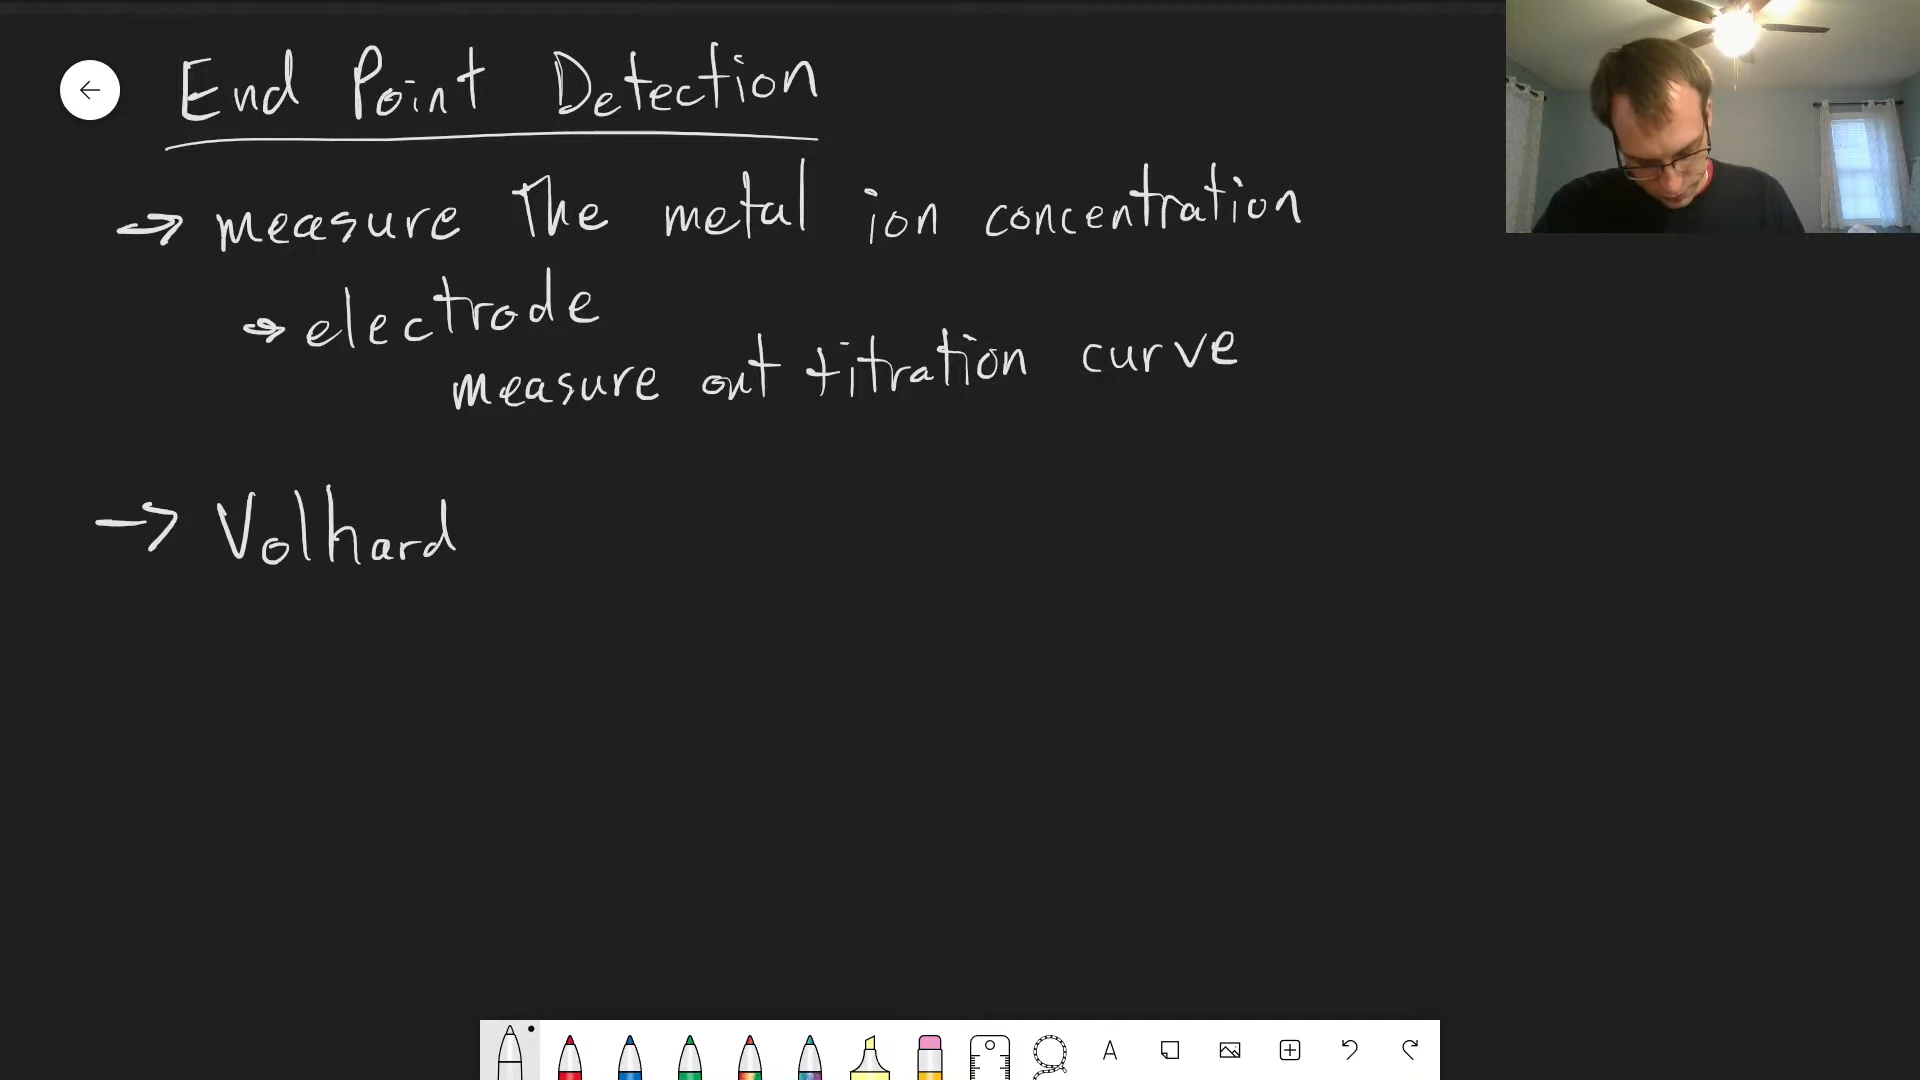 End Point Detection
→ measure the metal ion concentration
→ electrode
measure out titration curve
→ Volhard
A